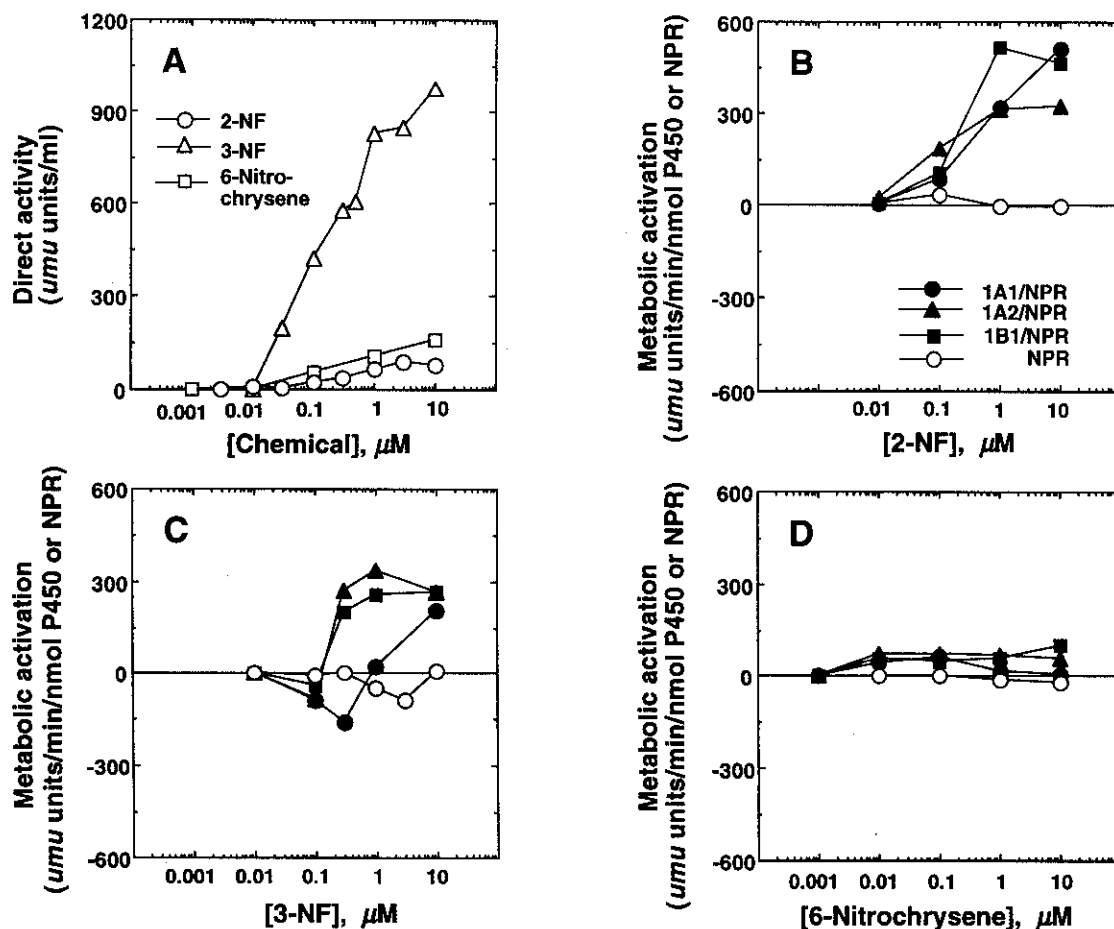 A
Direct activity
(umu units/ml)
1200
900
600
300
0
2-NF
3-NF
6-Nitro-
chrysene
0.001 0.01 0.1 1 10
[Chemical], μM
B
Metabolic activation
(umu units/min/nmol P450 or NPR)
600
300
0
-300
-600
1A1/NPR
1A2/NPR
1B1/NPR
NPR
0.01 0.1 1 10
[2-NF], μM
C
Metabolic activation
(umu units/min/nmol P450 or NPR)
600
300
0
-300
-600
0.001 0.01 0.1 1 10
[3-NF], μM
D
Metabolic activation
(umu units/min/nmol P450 or NPR)
600
300
0
-300
-600
0.001 0.01 0.1 1 10
[6-Nitrochrysene], μM